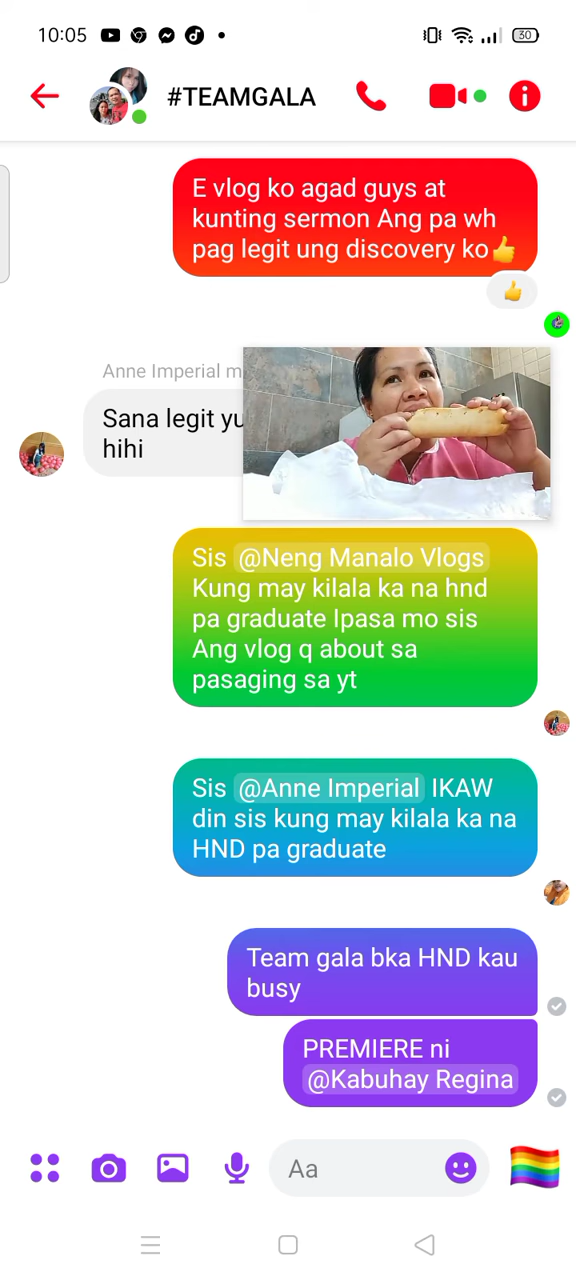 10:05
30
#TEAMGALA
E vlog ko agad guys at
kunting sermon Ang pa wh
pag legit ung discovery ko👍
👍
Anne Imperial m
Sana legit yu
hihi
Sis @Neng Manalo Vlogs
Kung may kilala ka na hnd
pa graduate Ipasa mo sis
Ang vlog q about sa
pasaging sa yt
Sis @Anne Imperial IKAW
din sis kung may kilala ka na
HND pa graduate
Team gala bka HND kau
busy
PREMIERE ni
@Kabuhay Regina
Aa